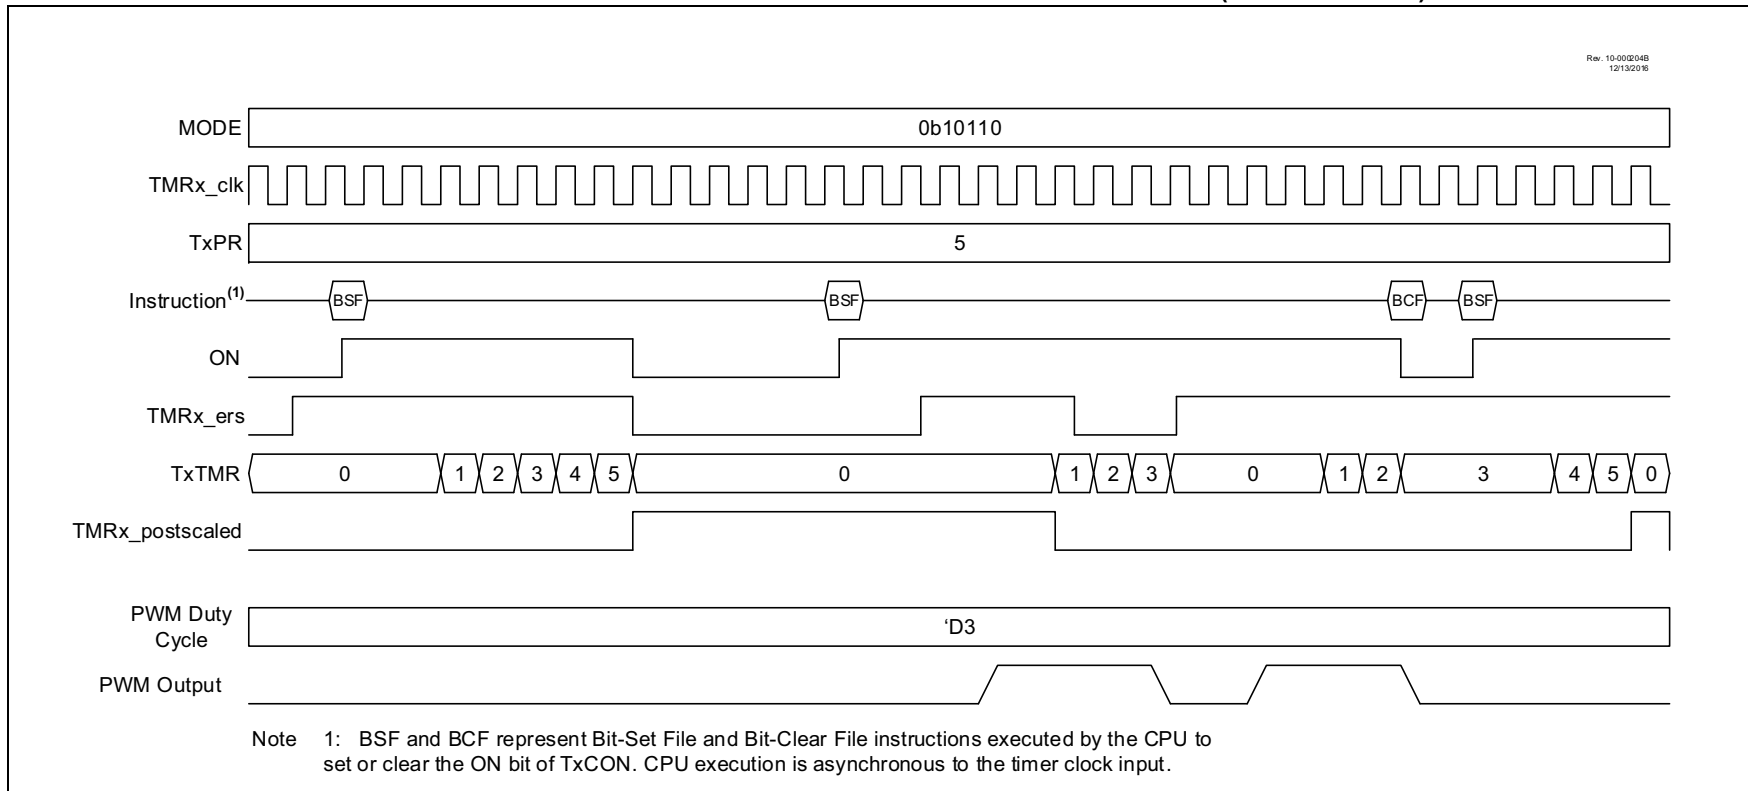 Rev. 10-000204B
12/13/2016
MODE 0b10110
TMRx_clk
TxPR 5
Instruction(1) BSF BSF BCF BSF
ON
TMRx_ers
TxTMR 0 1 2 3 4 5 0 1 2 3 0 1 2 3 4 5 0
TMRx_postscaled
PWM Duty
Cycle
'D3
PWM Output
Note 1: BSF and BCF represent Bit-Set File and Bit-Clear File instructions executed by the CPU to
set or clear the ON bit of TxCON. CPU execution is asynchronous to the timer clock input.